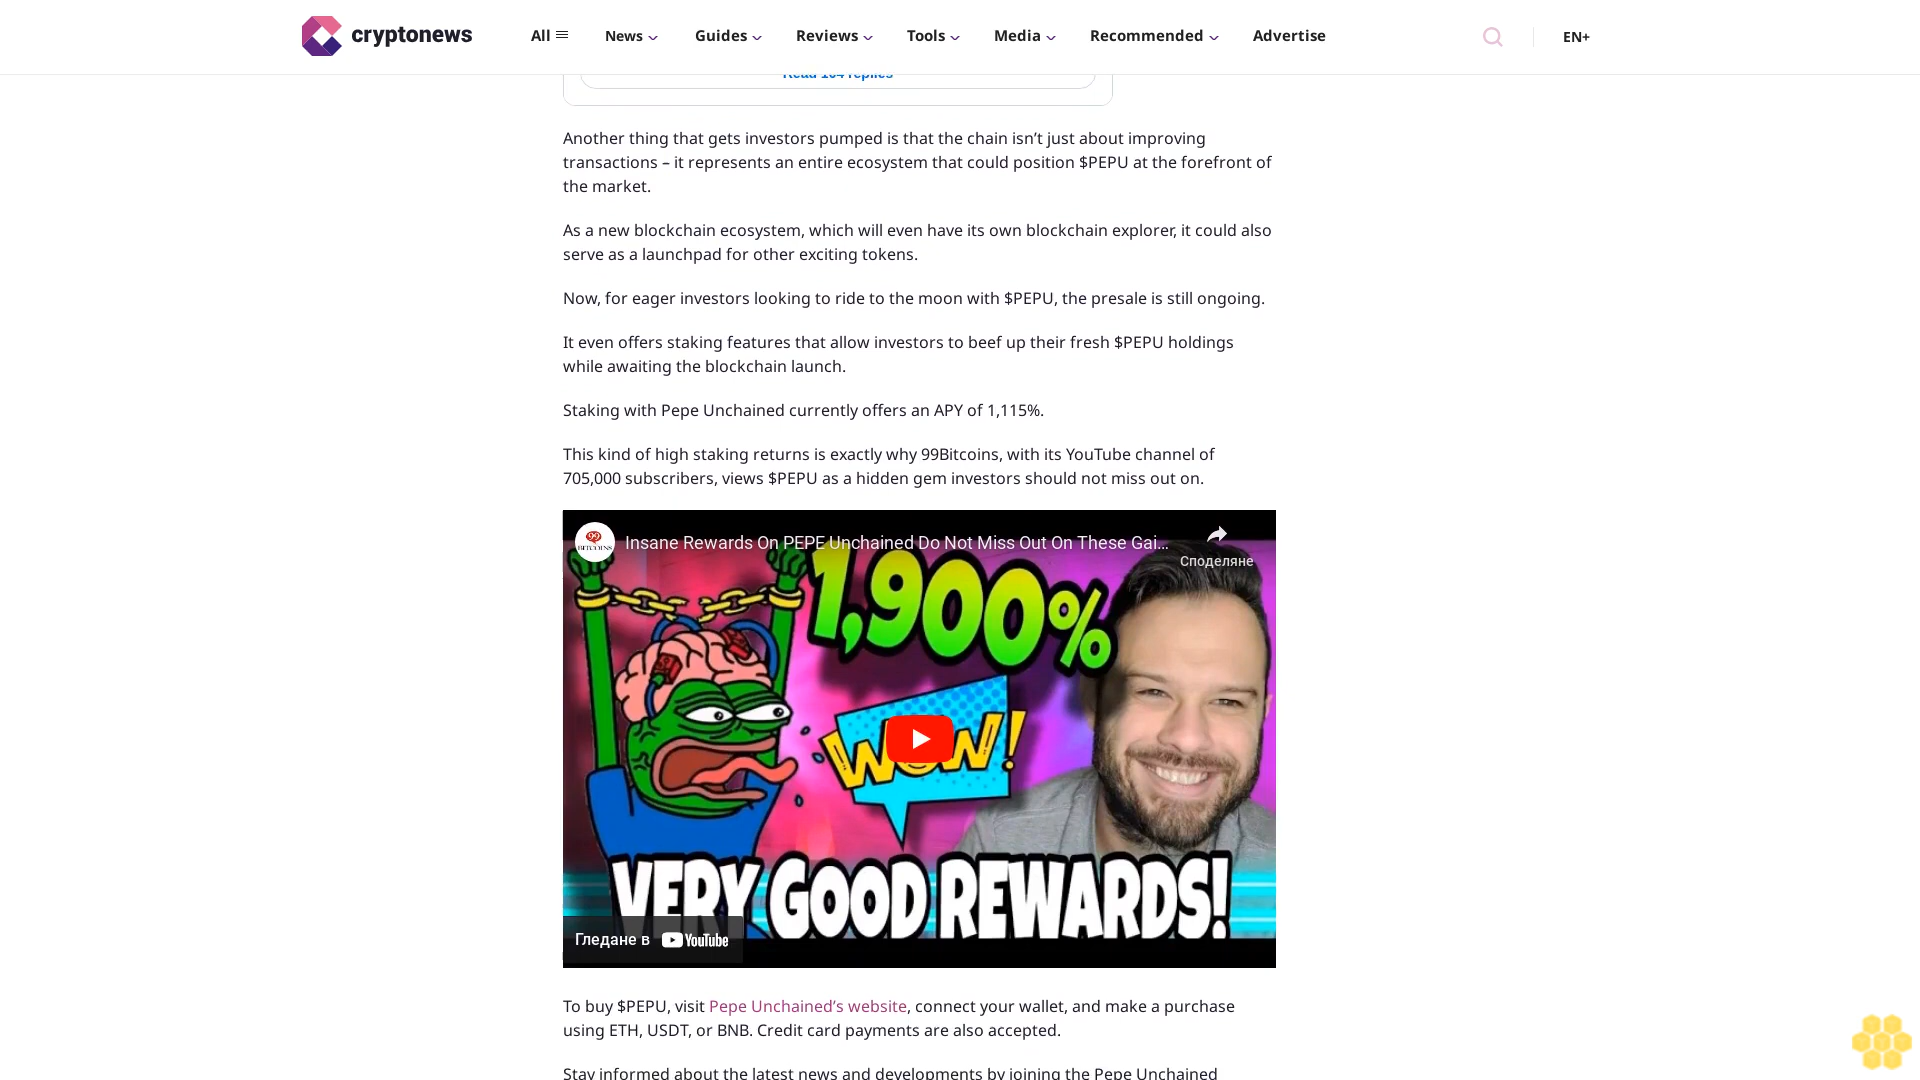 cryptonews
All
News
Guides
Reviews
Tools
Media
Recommended
Advertise
EN+
Read 104 replies
Another thing that gets investors pumped is that the chain isn’t just about improving
transactions – it represents an entire ecosystem that could position $PEPU at the forefront of
the market.
As a new blockchain ecosystem, which will even have its own blockchain explorer, it could also
serve as a launchpad for other exciting tokens.
Now, for eager investors looking to ride to the moon with $PEPU, the presale is still ongoing.
It even offers staking features that allow investors to beef up their fresh $PEPU holdings
while awaiting the blockchain launch.
Staking with Pepe Unchained currently offers an APY of 1,115%.
This kind of high staking returns is exactly why 99Bitcoins, with its YouTube channel of
705,000 subscribers, views $PEPU as a hidden gem investors should not miss out on.
99
BITCOINS
Insane Rewards On PEPE Unchained Do Not Miss Out On These Gai...
Споделяне
1,900%
WOW!
VERY GOOD REWARDS!
Гледане в YouTube
To buy $PEPU, visit Pepe Unchained’s website, connect your wallet, and make a purchase
using ETH, USDT, or BNB. Credit card payments are also accepted.
Stay informed about the latest news and developments by joining the Pepe Unchained